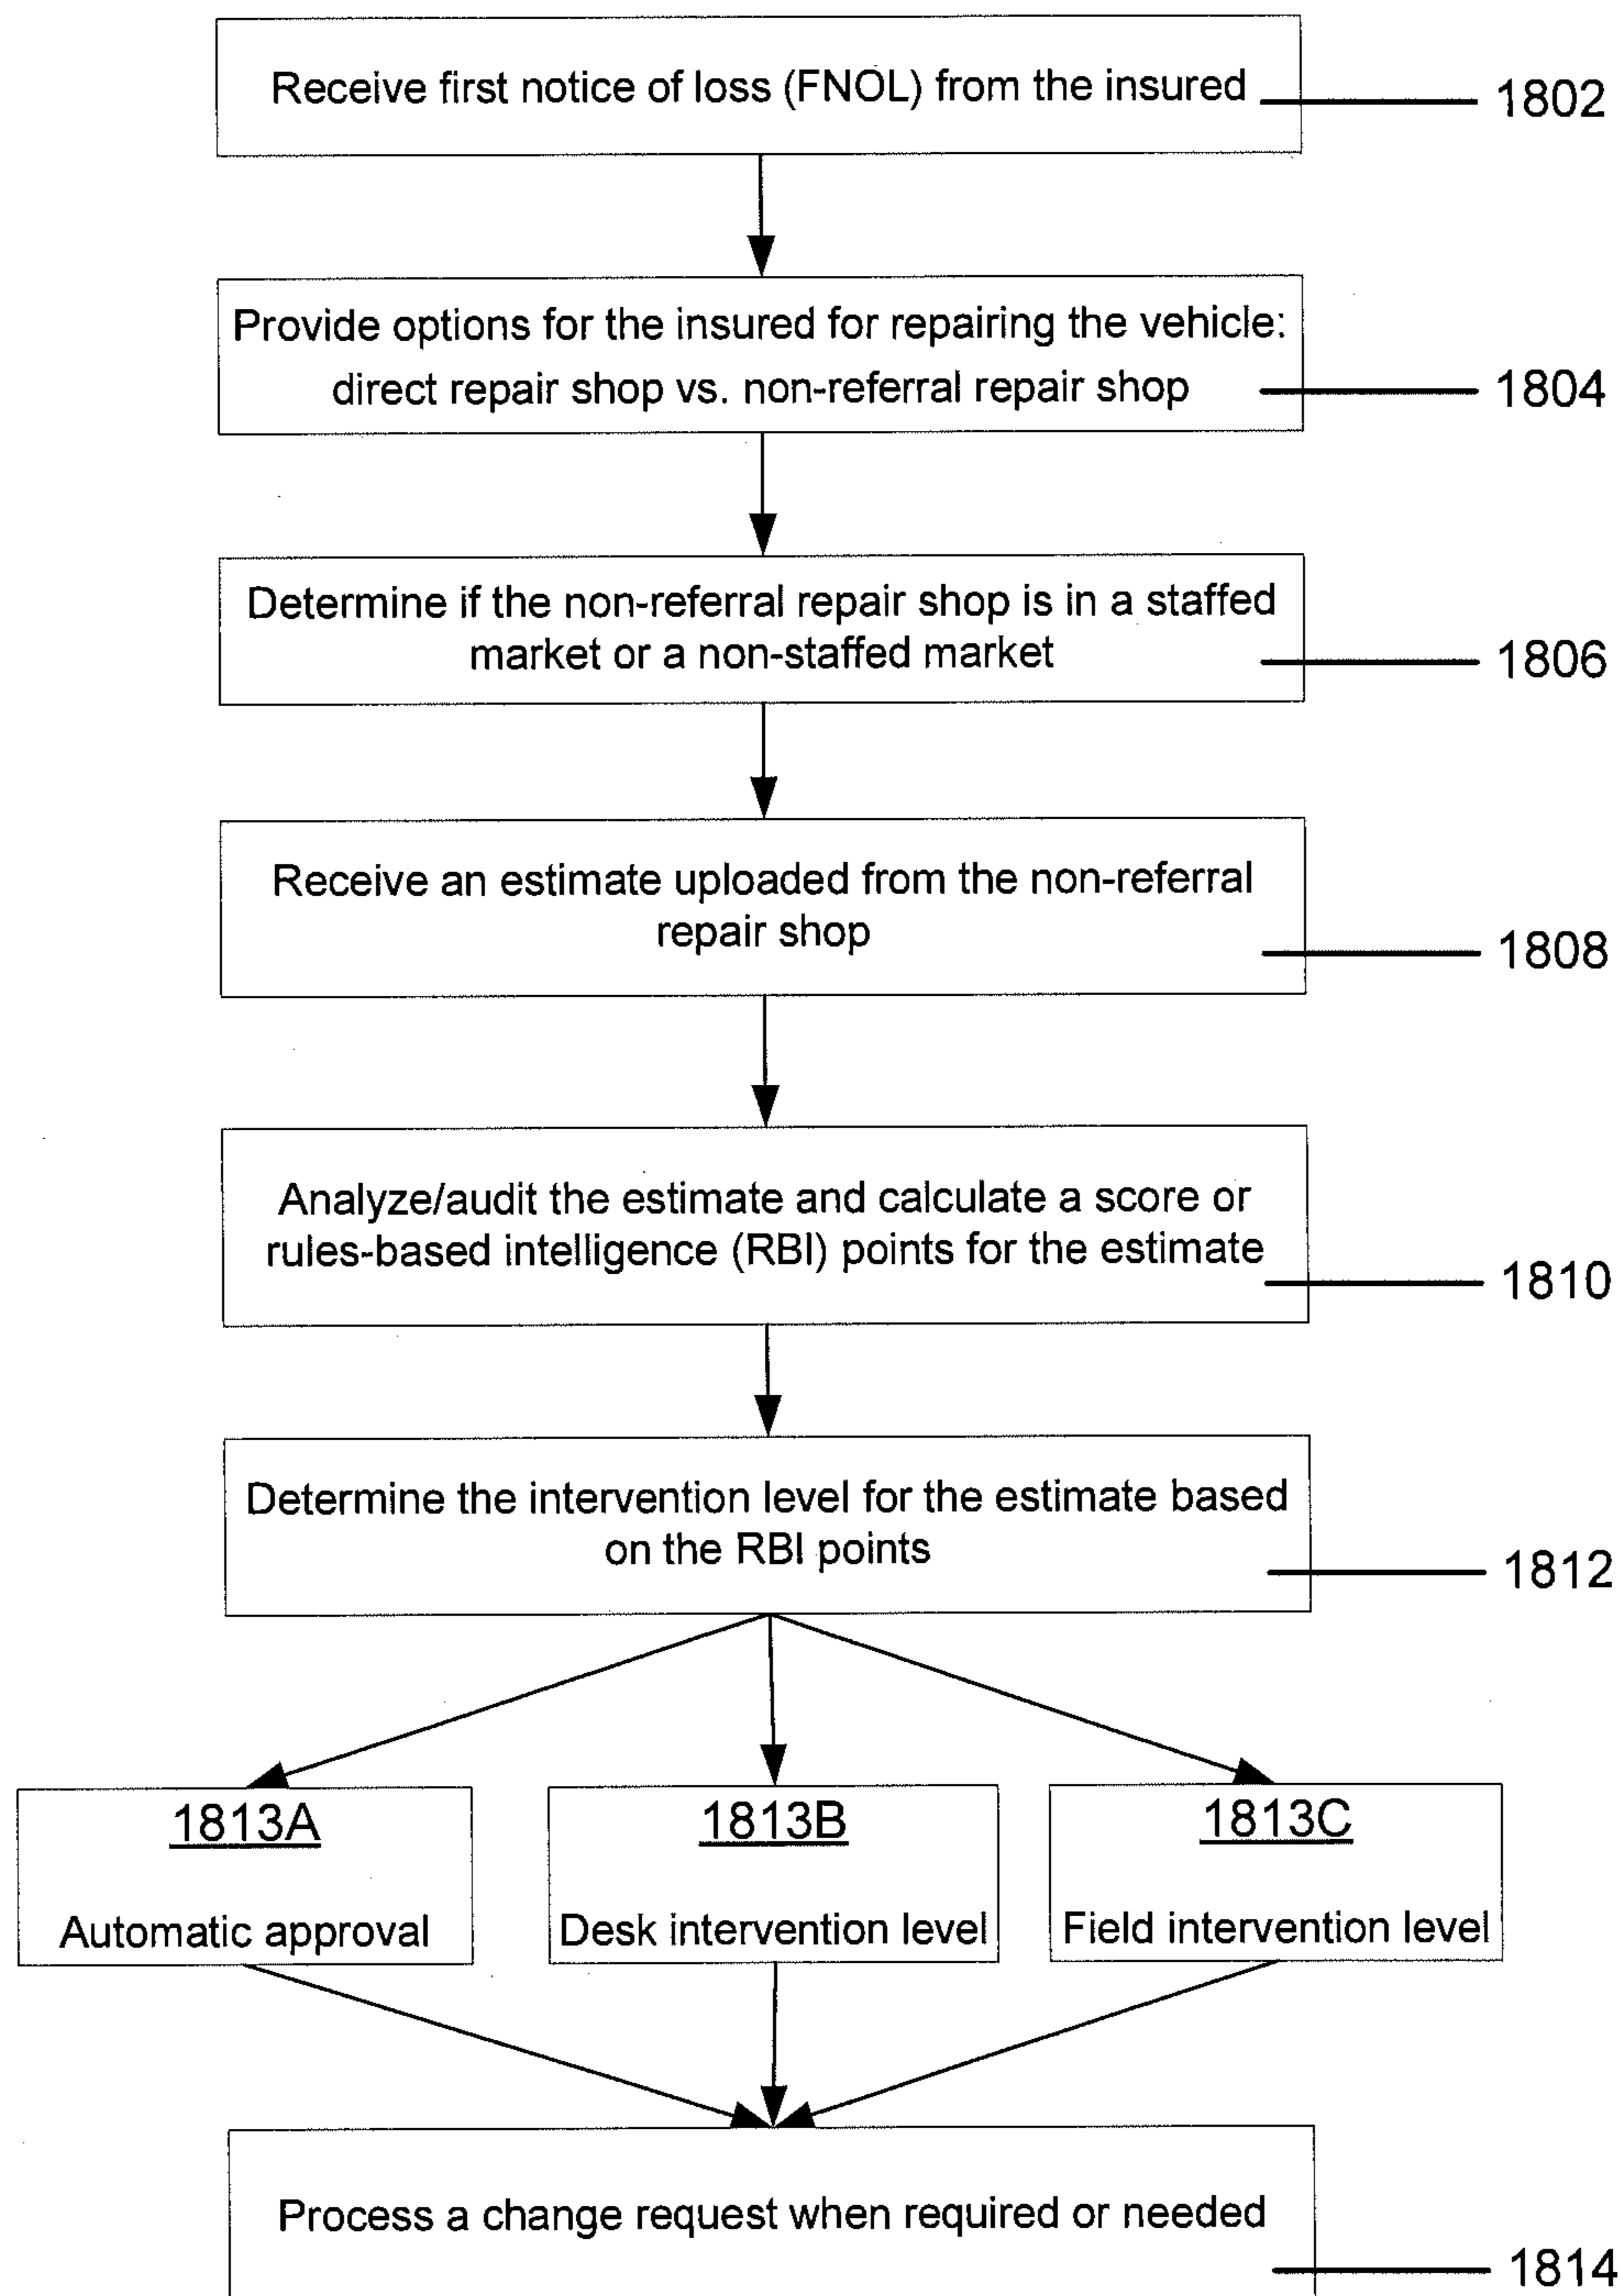 Receive first notice of loss (FNOL) from the insured
1802
Provide options for the insured for repairing the vehicle:
direct repair shop vs. non-referral repair shop
1804
Determine if the non-referral repair shop is in a staffed
market or a non-staffed market
1806
Receive an estimate uploaded from the non-referral
repair shop
1808
Analyze/audit the estimate and calculate a score or
rules-based intelligence (RBI) points for the estimate
1810
Determine the intervention level for the estimate based
on the RBI points
1812
1813A
Automatic approval
1813B
Desk intervention level
1813C
Field intervention level
Process a change request when required or needed
1814